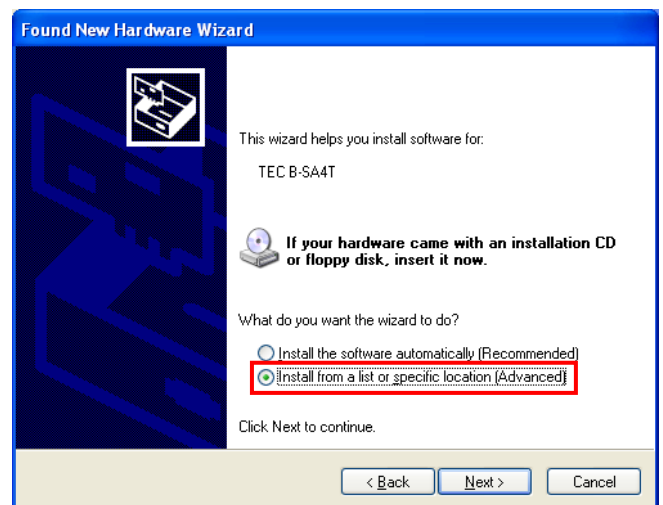 Found New Hardware Wizard
This wizard helps you install software for:
TEC B-SA4T
If your hardware came with an installation CD
or floppy disk, insert it now.
What do you want the wizard to do?
Install the software automatically (Recommended)
Install from a list or specific location (Advanced)
Click Next to continue.
< Back Next > Cancel